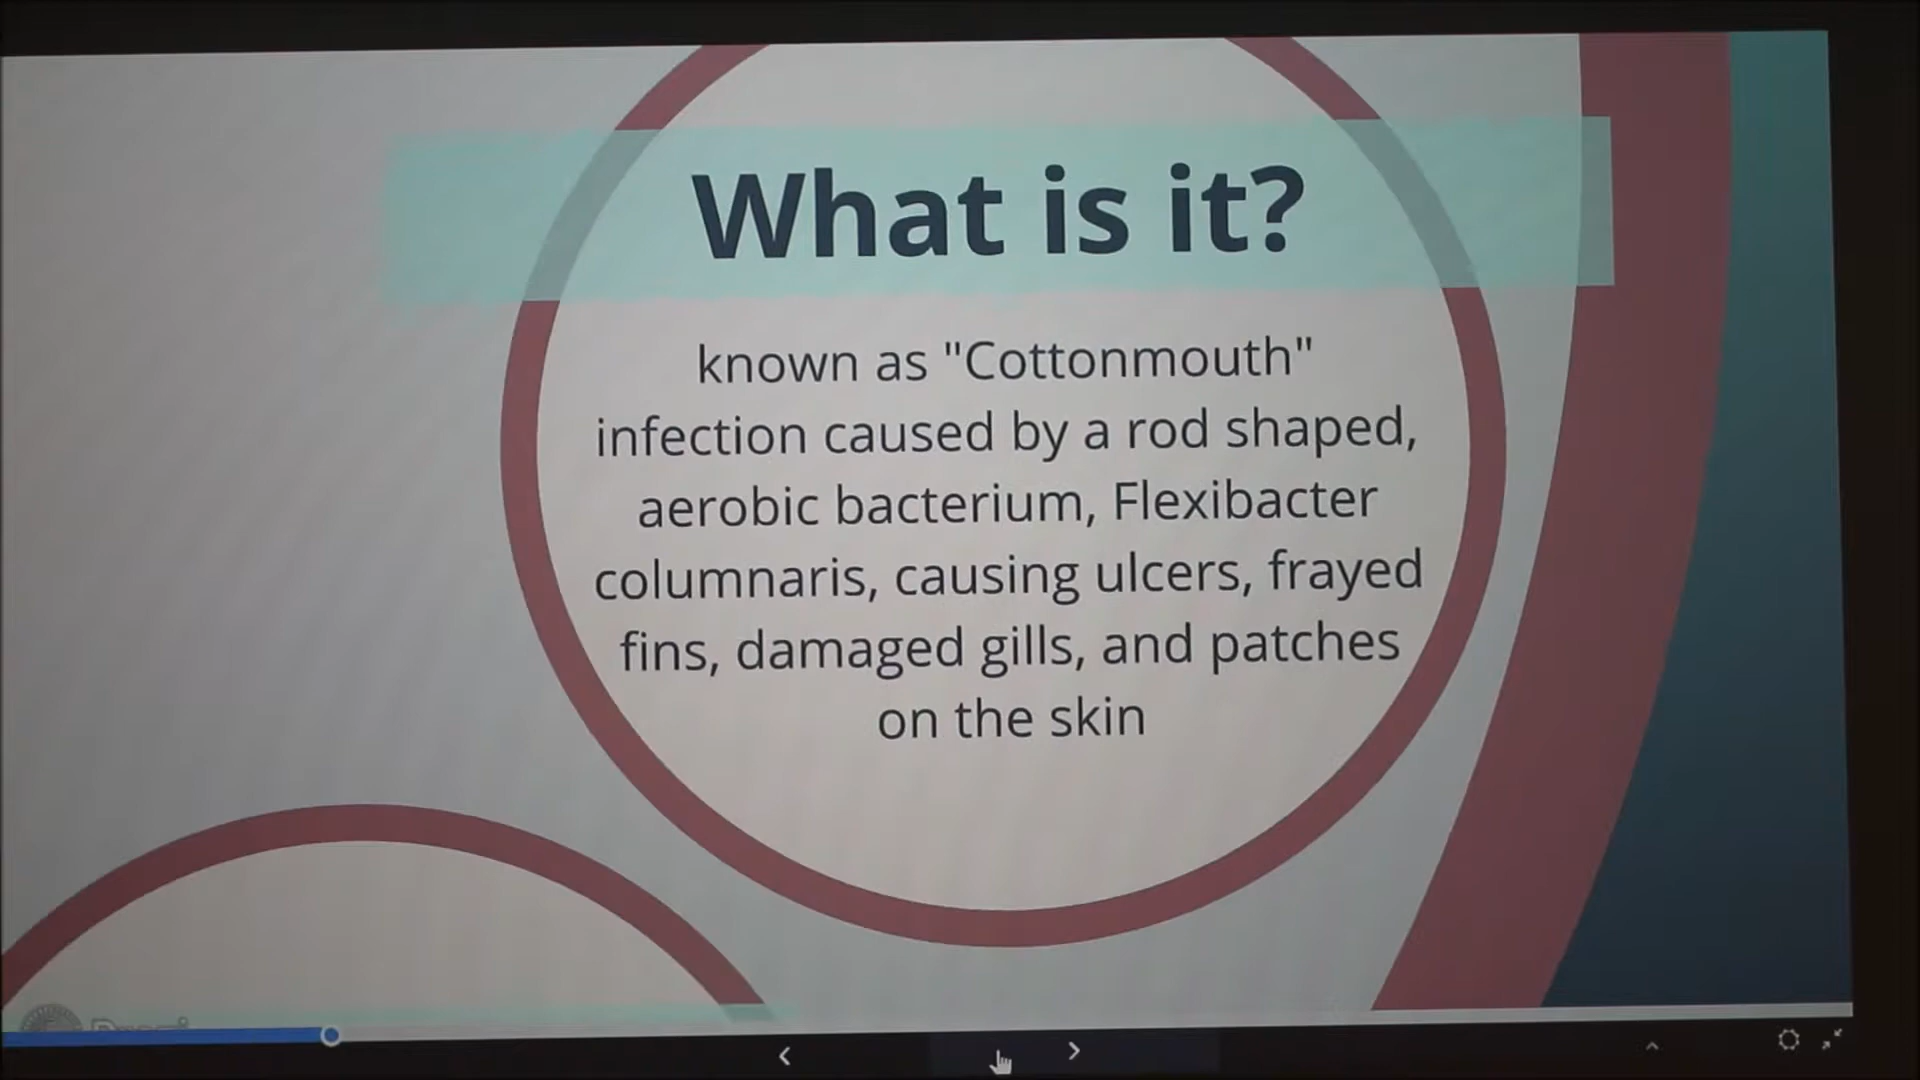 What is it?
known as "Cottonmouth"
infection caused by a rod shaped,
aerobic bacterium, Flexibacter
columnaris, causing ulcers, frayed
fins, damaged gills, and patches
on the skin